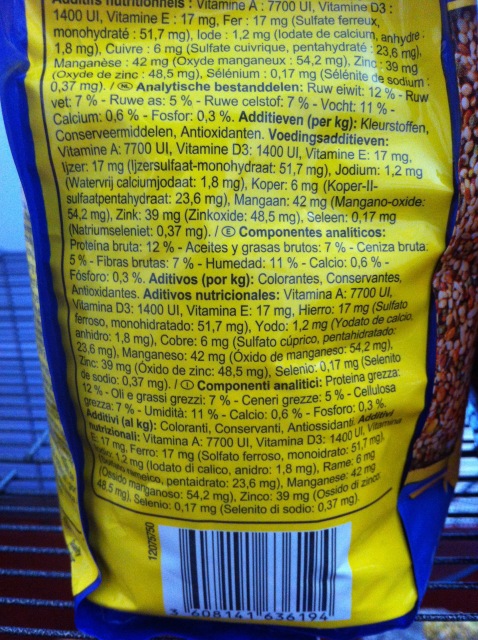 Additifs nutritionnels : Vitamine A : 7700 UI, Vitamine D3 :
1400 UI, Vitamine E : 17 mg, Fer : 17 mg (Sulfate ferreux,
monohydraté : 51,7 mg), Iode : 1,2 mg (Iodate de calcium, anhydre :
1,8 mg), Cuivre : 6 mg (Sulfate cuivrique, pentahydraté : 23,6 mg),
Manganèse : 42 mg (Oxyde manganeux : 54,2 mg), Zinc : 39 mg
(Oxyde de zinc : 48,5 mg), Sélénium : 0,17 mg (Sélénite de sodium :
0,37 mg). / NL Analytische bestanddelen: Ruw eiwit: 12 % - Ruw
vet: 7 % - Ruwe as: 5 % - Ruwe celstof: 7 % - Vocht: 11 % -
Calcium: 0,6 % - Fosfor: 0,3 %. Additieven (per kg): Kleurstoffen,
Conserveermiddelen, Antioxidanten. Voedingsadditieven:
Vitamine A: 7700 UI, Vitamine D3: 1400 UI, Vitamine E: 17 mg,
Ijzer: 17 mg (Ijzersulfaat-monohydraat: 51,7 mg), Jodium: 1,2 mg
(Watervrij calciumjodaat: 1,8 mg), Koper: 6 mg (Koper-II-
sulfaatpentahydraat: 23,6 mg), Mangaan: 42 mg (Mangano-oxide:
54,2 mg), Zink: 39 mg (Zinkoxide: 48,5 mg), Seleen: 0,17 mg
(Natriumseleniet: 0,37 mg). / E Componentes analíticos:
Proteína bruta: 12 % - Aceites y grasas brutos: 7 % - Ceniza bruta:
5 % - Fibras brutas: 7 % - Humedad: 11 % - Calcio: 0,6 % -
Fósforo: 0,3 %. Aditivos (por kg): Colorantes, Conservantes,
Antioxidantes. Aditivos nutricionales: Vitamina A: 7700 UI,
Vitamina D3: 1400 UI, Vitamina E: 17 mg, Hierro: 17 mg (Sulfato
ferroso, monohidratado: 51,7 mg), Yodo: 1,2 mg (Yodato de calcio,
anhidro: 1,8 mg), Cobre: 6 mg (Sulfato cúprico, pentahidratado:
23,6 mg), Manganeso: 42 mg (Óxido de manganeso: 54,2 mg),
Zinc: 39 mg (Óxido de zinc: 48,5 mg), Selenio: 0,17 mg (Selenito
de sodio: 0,37 mg). / I Componenti analitici: Proteina grezza:
12 % - Oli e grassi grezzi: 7 % - Ceneri grezze: 5 % - Cellulosa
grezza: 7 % - Umidità: 11 % - Calcio: 0,6 % - Fosforo: 0,3 %.
Additivi (al kg): Coloranti, Conservanti, Antiossidanti. Additivi
nutrizionali: Vitamina A: 7700 UI, Vitamina D3: 1400 UI, Vitamina
E: 17 mg, Ferro: 17 mg (Solfato ferroso, monoidrato: 51,7 mg),
Iodio: 1,2 mg (Iodato di calico, anidro: 1,8 mg), Rame: 6 mg
(Solfato rameico, pentaidrato: 23,6 mg), Manganese: 42 mg
(Ossido manganoso: 54,2 mg), Zinco: 39 mg (Ossido di zinco:
48,5 mg), Selenio: 0,17 mg (Selenito di sodio: 0,37 mg).
12075/250
3 608141 636194